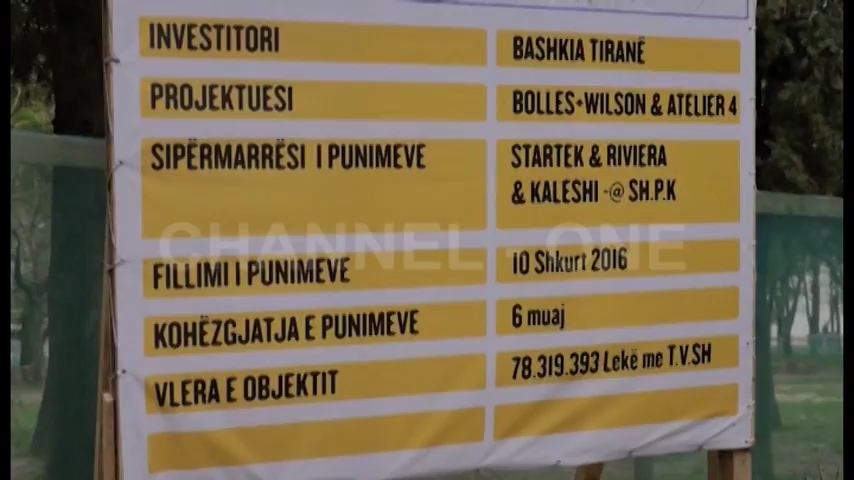 INVESTITORI BASHKIA TIRANË
PROJEKTUESI BOLLES+WILSON & ATELIER 4
SIPËRMARRËSI I PUNIMEVE STARTEK & RIVIERA
& KALESHI -@ SH.P.K
CHANNEL - ONE
FILLIMI I PUNIMEVE 10 Shkurt 2016
KOHËZGJATJA E PUNIMEVE 6 muaj
VLERA E OBJEKTIT 78.319.393 Lekë me T.V.SH